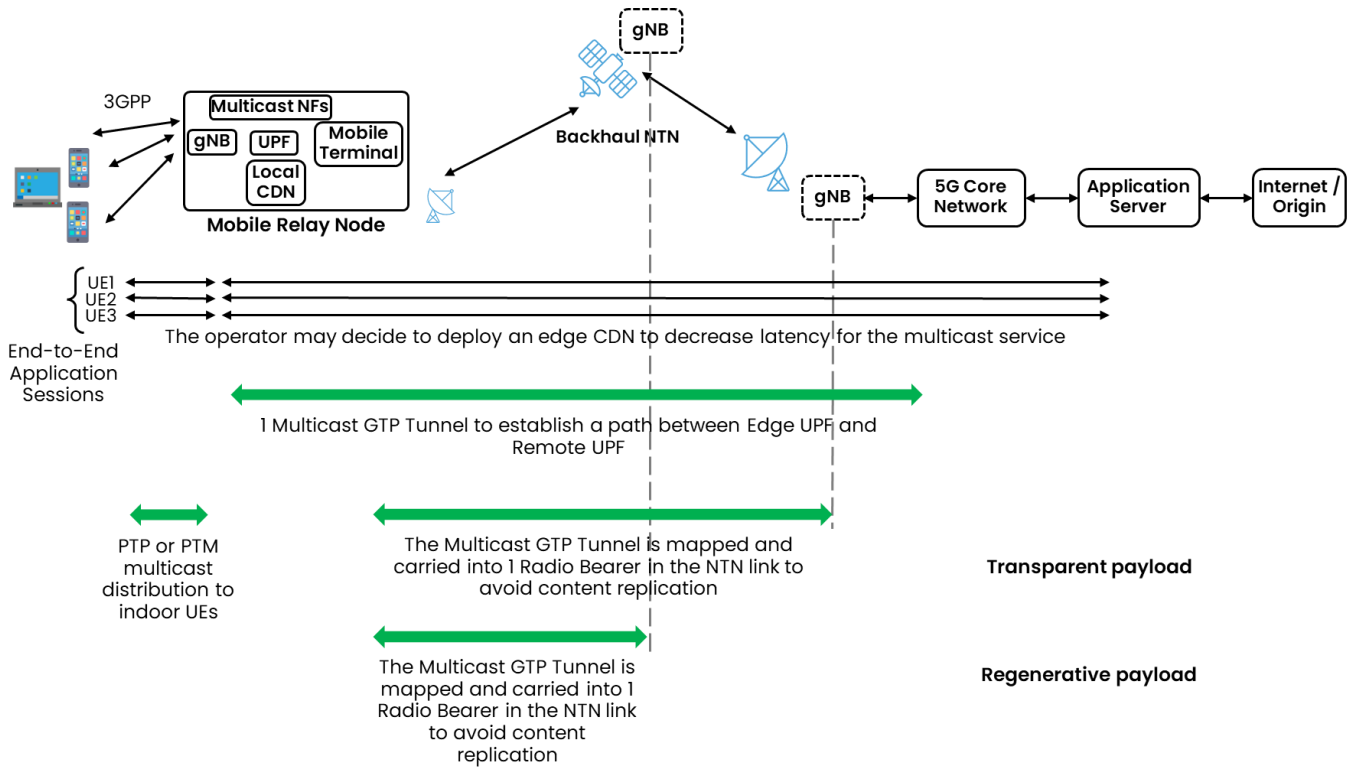 gNB
3GPP
Multicast NFs
gNB
UPF
Mobile
Terminal
Local
CDN
Mobile Relay Node
Backhaul NTN
gNB
5G Core
Network
Application
Server
Internet /
Origin
UE1
UE2
UE3
End-to-End
Application
Sessions
The operator may decide to deploy an edge CDN to decrease latency for the multicast service
1 Multicast GTP Tunnel to establish a path between Edge UPF and
Remote UPF
PTP or PTM
multicast
distribution to
indoor UEs
The Multicast GTP Tunnel is mapped and
carried into 1 Radio Bearer in the NTN link to
avoid content replication
Transparent payload
The Multicast GTP Tunnel is
mapped and carried into 1
Radio Bearer in the NTN link
to avoid content
replication
Regenerative payload